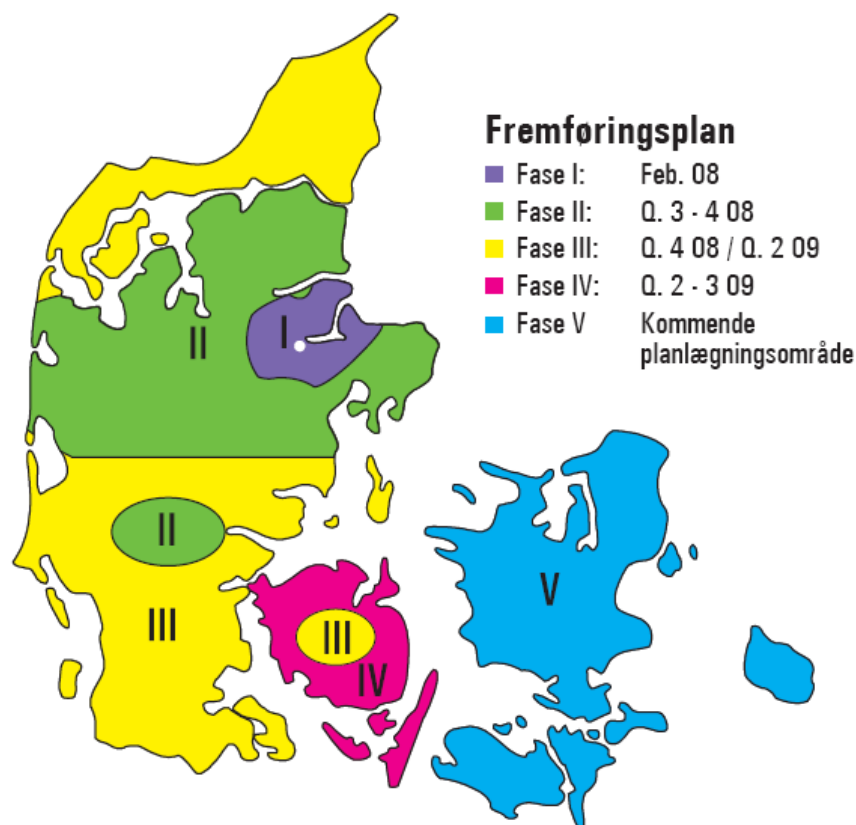 Fremføringsplan
Fase I: Feb. 08
Fase II: Q. 3 - 4 08
Fase III: Q. 4 08 / Q. 2 09
Fase IV: Q. 2 - 3 09
Fase V Kommende
planlægningsområde
I
II
II
III
III
IV
V